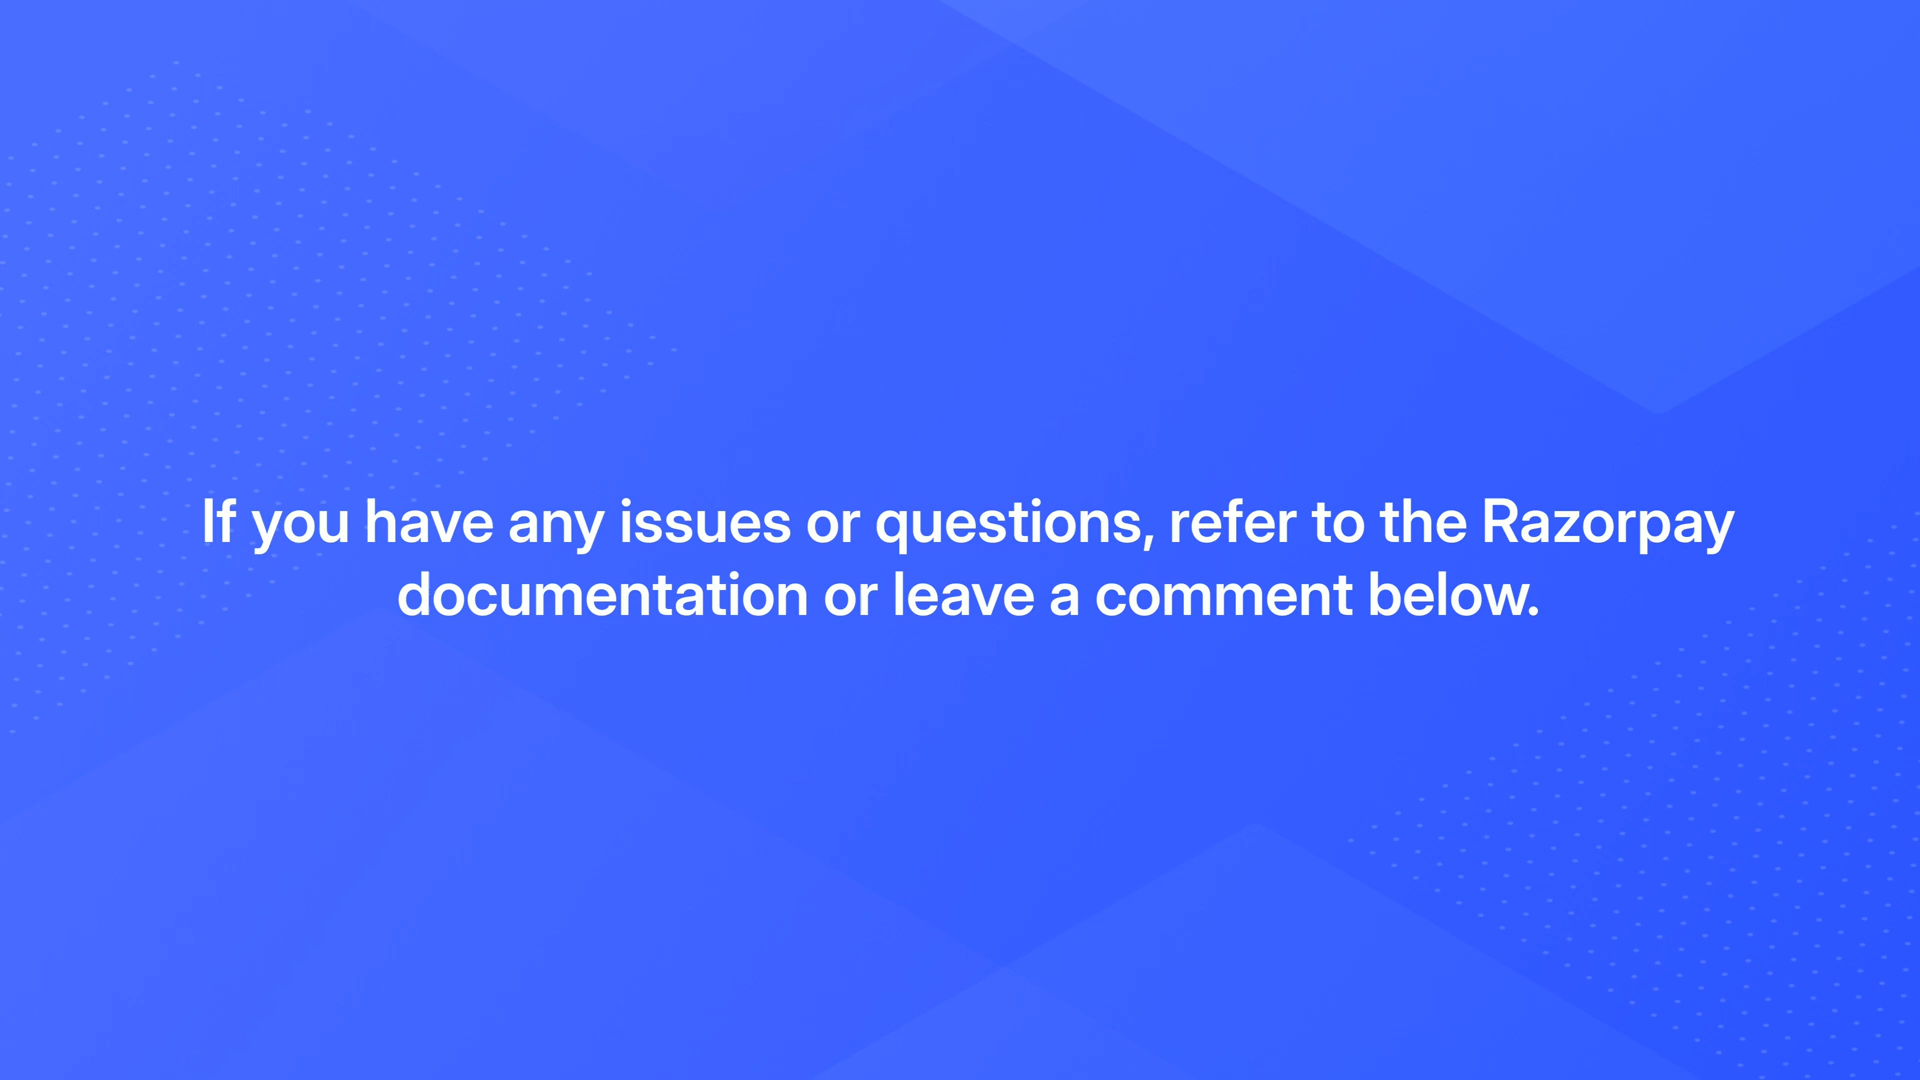 If you have any issues or questions, refer to the Razorpay
documentation or leave a comment below.